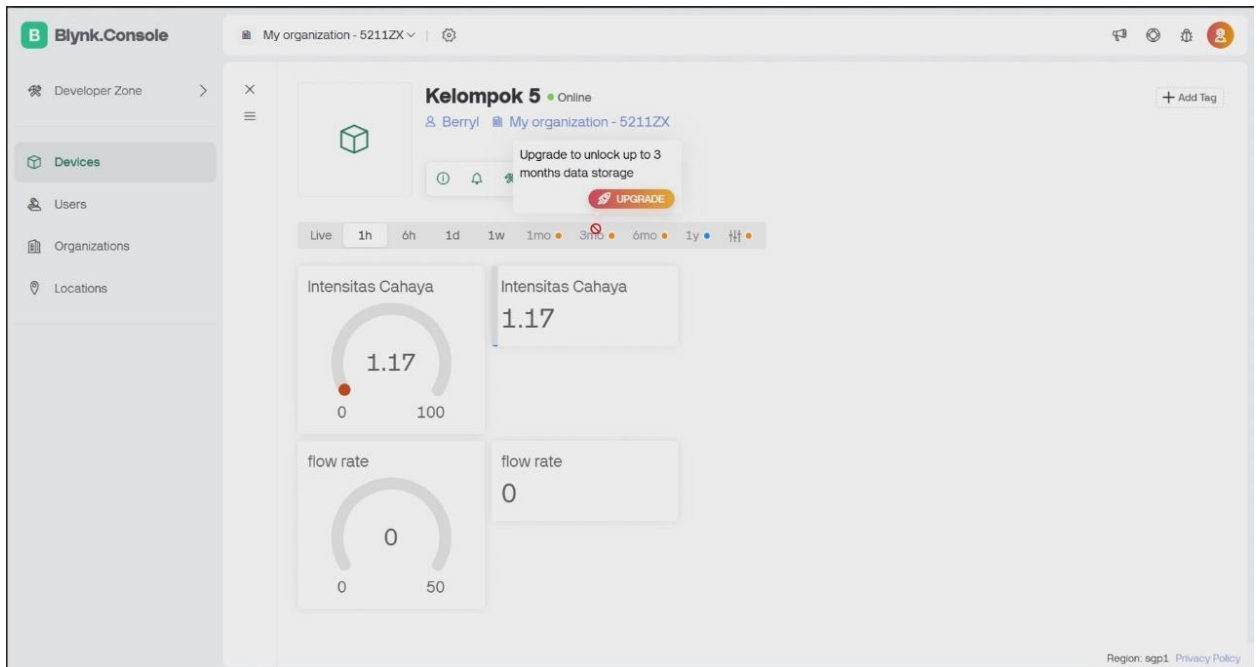 B Blynk.Console
My organization - 5211ZX
Developer Zone
Devices
Users
Organizations
Locations
Kelompok 5 Online
Berryl My organization - 5211ZX
+ Add Tag
Upgrade to unlock up to 3
months data storage
UPGRADE
Live 1h 6h 1d 1w 1mo 3mo 6mo 1y
Intensitas Cahaya
1.17
0 100
Intensitas Cahaya
1.17
flow rate
0
0 50
flow rate
0
Region: sgp1 Privacy Policy